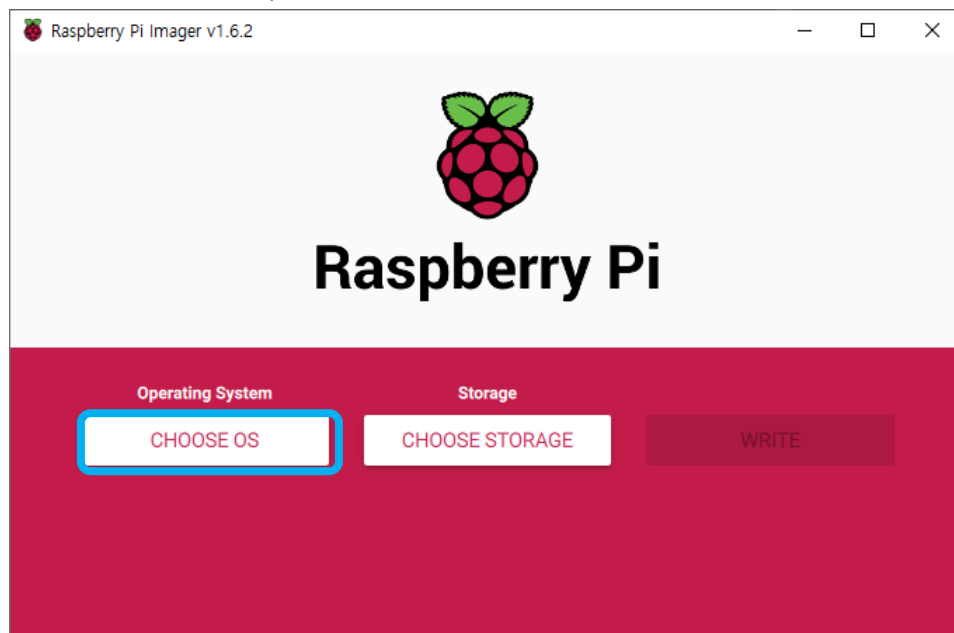 Raspberry Pi Imager v1.6.2
Raspberry Pi
Operating System
Storage
CHOOSE OS
CHOOSE STORAGE
WRITE